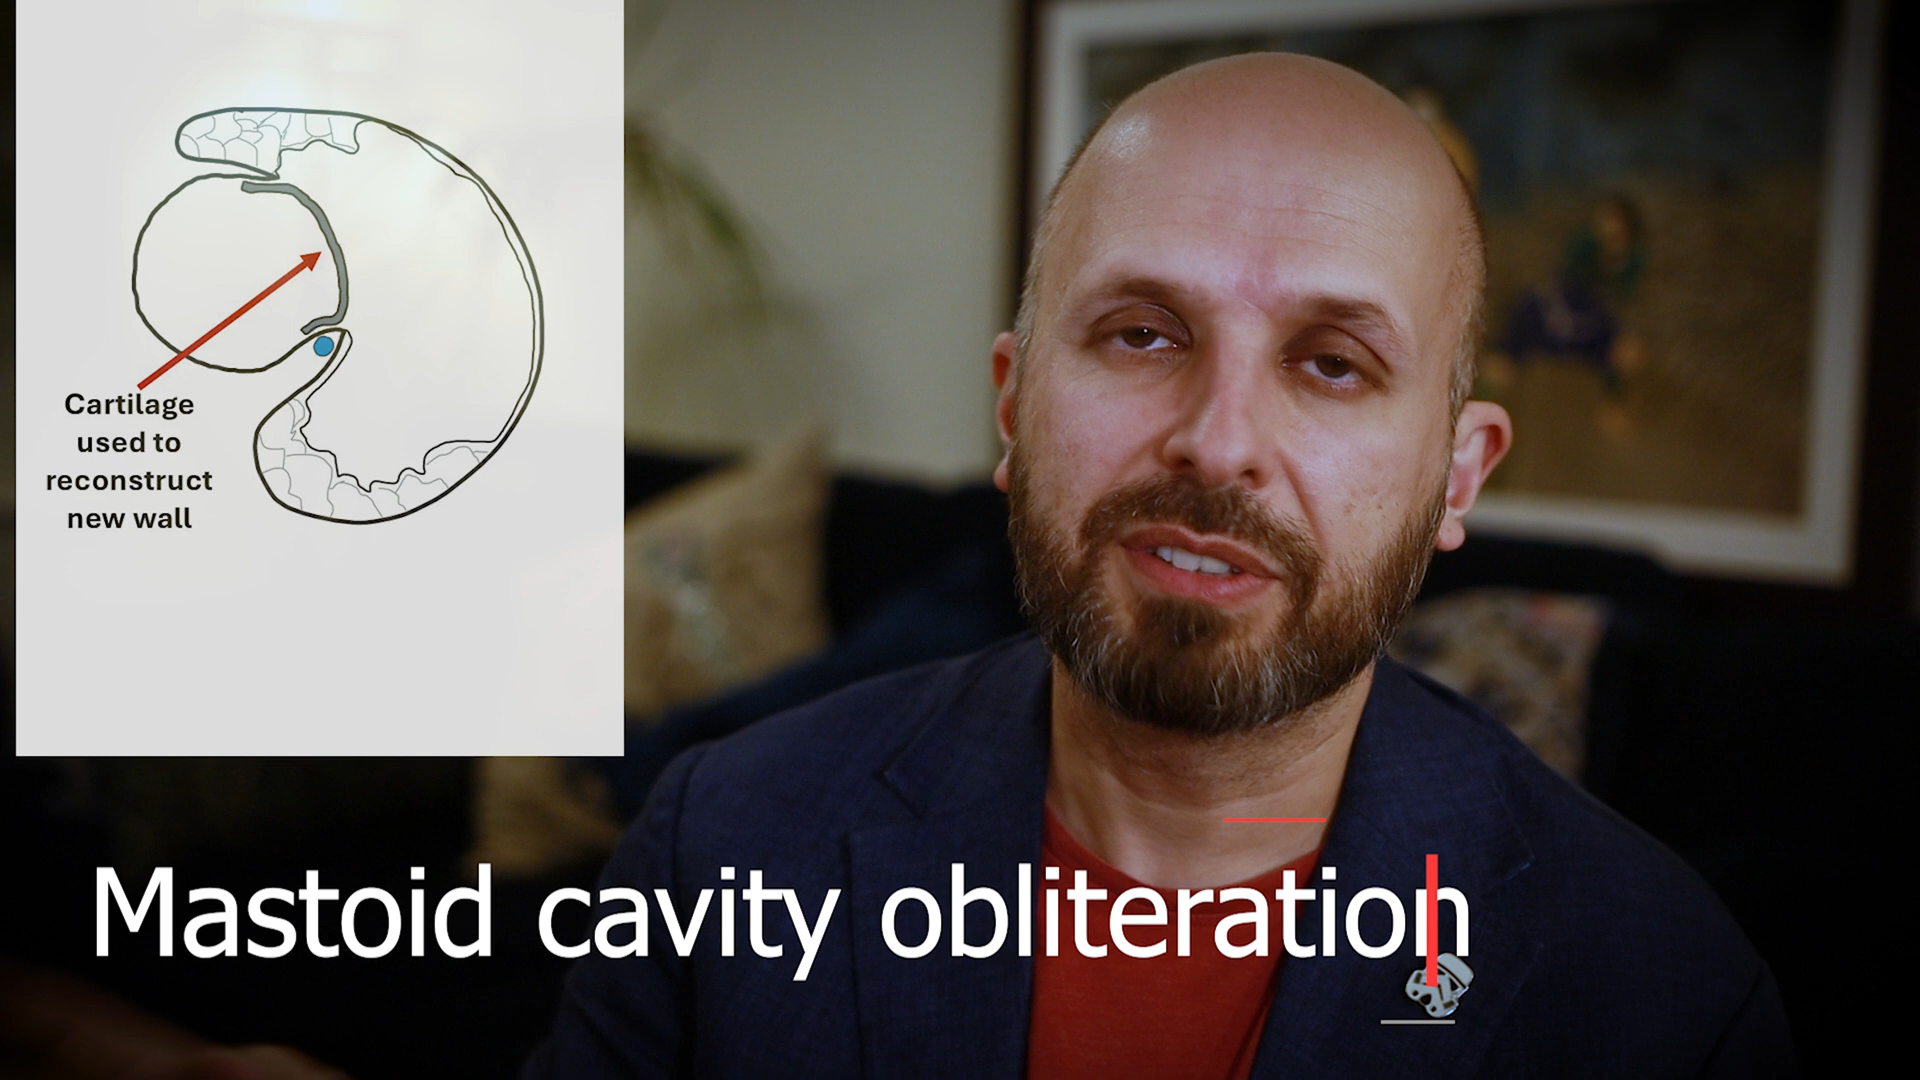 Cartilage
used to
reconstruct
new wall
Mastoid cavity obliteration